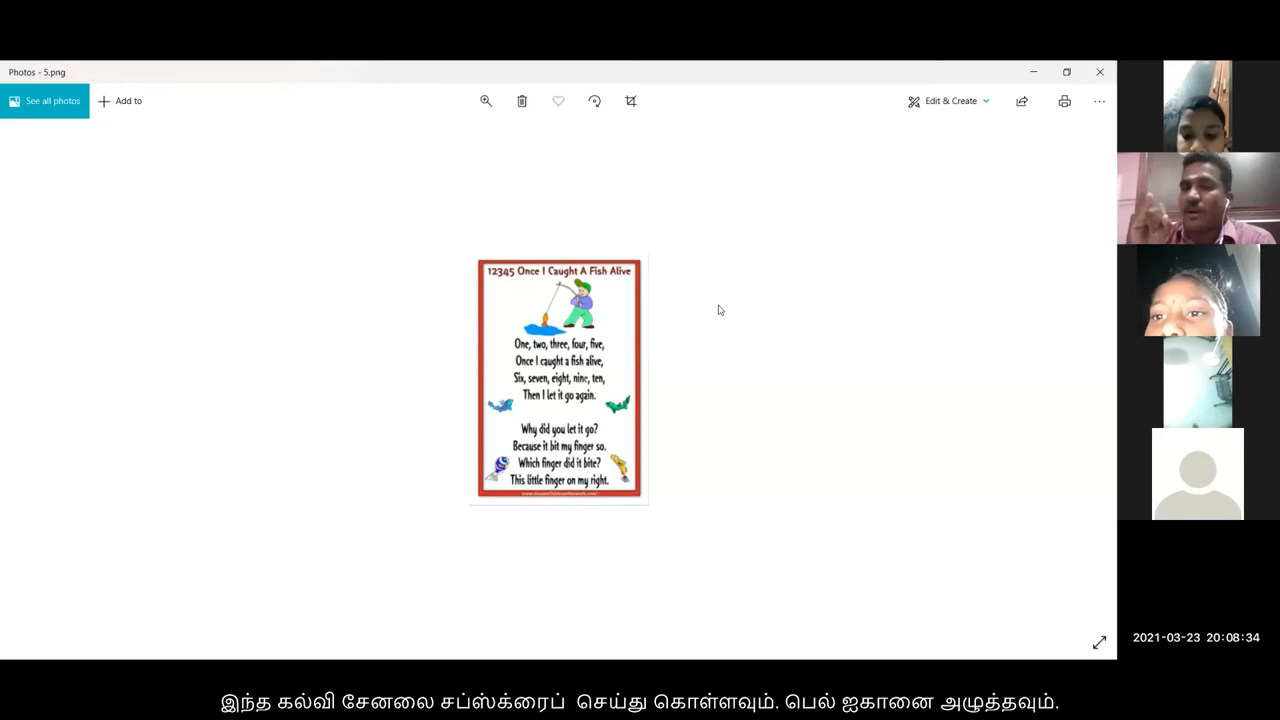 Photos - 5.png
See all photos
Add to
Edit & Create
12345 Once I Caught A Fish Alive
One, two, three, four, five,
Once I caught a fish alive,
Six, seven, eight, nine, ten,
Then I let it go again.
Why did you let it go?
Because it bit my finger so.
Which finger did it bite?
This little finger on my right.
2021-03-23 20:08:34
இந்த கல்வி சேனலை சப்ஸ்க்ரைப் செய்து கொள்ளவும். பெல் ஐகானை அழுத்தவும்.